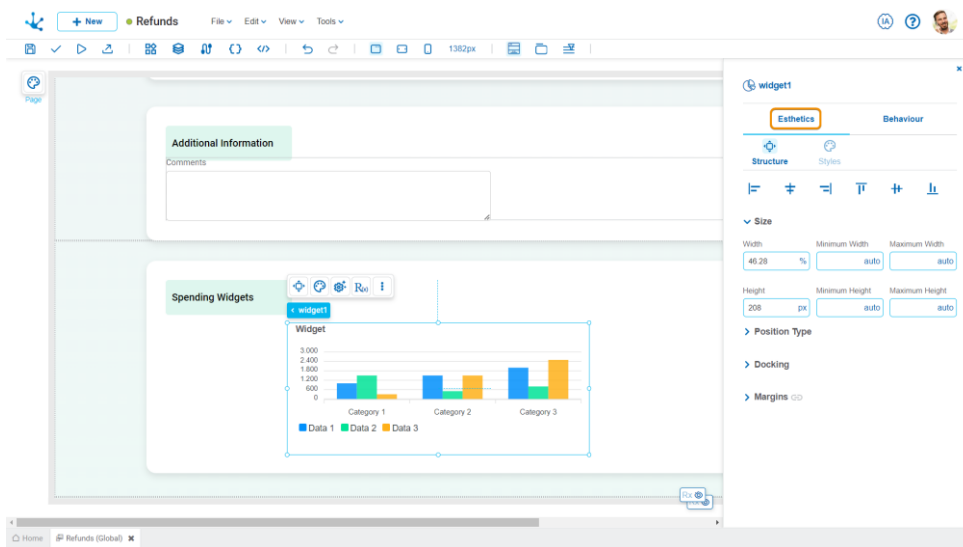 + New
Refunds
File
Edit
View
Tools
IA
?
1382px
Page
Additional Information
Comments
Spending Widgets
R(x)
widget1
Widget
3.000
2.400
1.800
1.200
600
0
Category 1
Category 2
Category 3
Data 1
Data 2
Data 3
widget1
Esthetics
Behaviour
Structure
Styles
Size
Width
Minimum Width
Maximum Width
46.28 %
auto
auto
Height
Minimum Height
Maximum Height
208 px
auto
auto
Position Type
Docking
Margins
Home
Refunds (Global)